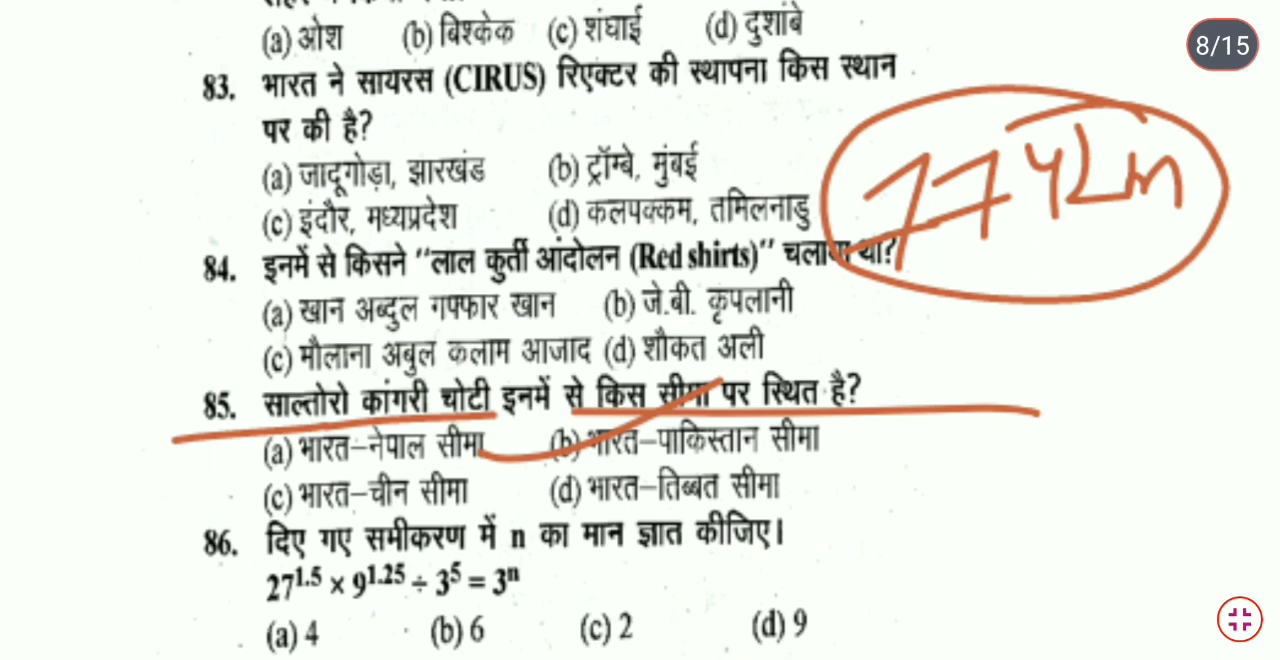 (a) ओश (b) बिश्केक (c) शंघाई (d) दुशांबे
8/15
83. भारत ने सायरस (CIRUS) रिएक्टर की स्थापना किस स्थान
पर की है?
(a) जादूगोड़ा, झारखंड (b) ट्रॉम्बे, मुंबई
(c) इंदौर, मध्यप्रदेश (d) कलपक्कम, तमिलनाडु
7742m
84. इनमें से किसने "लाल कुर्ती आंदोलन (Red shirts)" चलाया था?
(a) खान अब्दुल गफ्फार खान (b) जे.बी. कृपलानी
(c) मौलाना अबुल कलाम आजाद (d) शौकत अली
85. साल्तोरो कांगरी चोटी इनमें से किस सीमा पर स्थित है?
(a) भारत-नेपाल सीमा (b) भारत-पाकिस्तान सीमा
(c) भारत-चीन सीमा (d) भारत-तिब्बत सीमा
86. दिए गए समीकरण में n का मान ज्ञात कीजिए।
27^1.5 × 9^1.25 ÷ 3^5 = 3^n
(a) 4 (b) 6 (c) 2 (d) 9